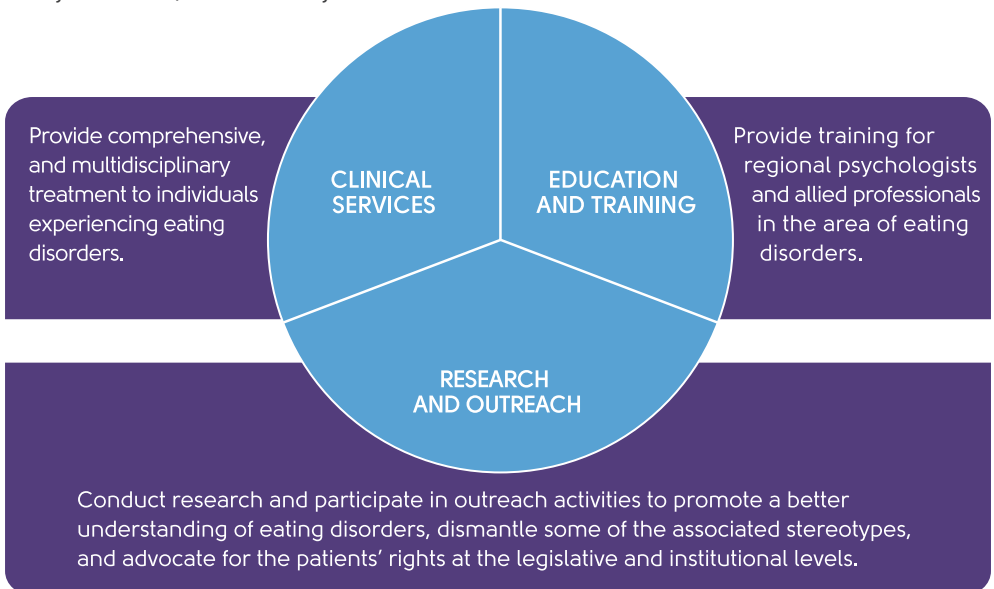 Provide comprehensive,
and multidisciplinary
treatment to individuals
experiencing eating
disorders.
CLINICAL
SERVICES
EDUCATION
AND TRAINING
Provide training for
regional psychologists
and allied professionals
in the area of eating
disorders.
RESEARCH
AND OUTREACH
Conduct research and participate in outreach activities to promote a better
understanding of eating disorders, dismantle some of the associated stereotypes,
and advocate for the patients’ rights at the legislative and institutional levels.